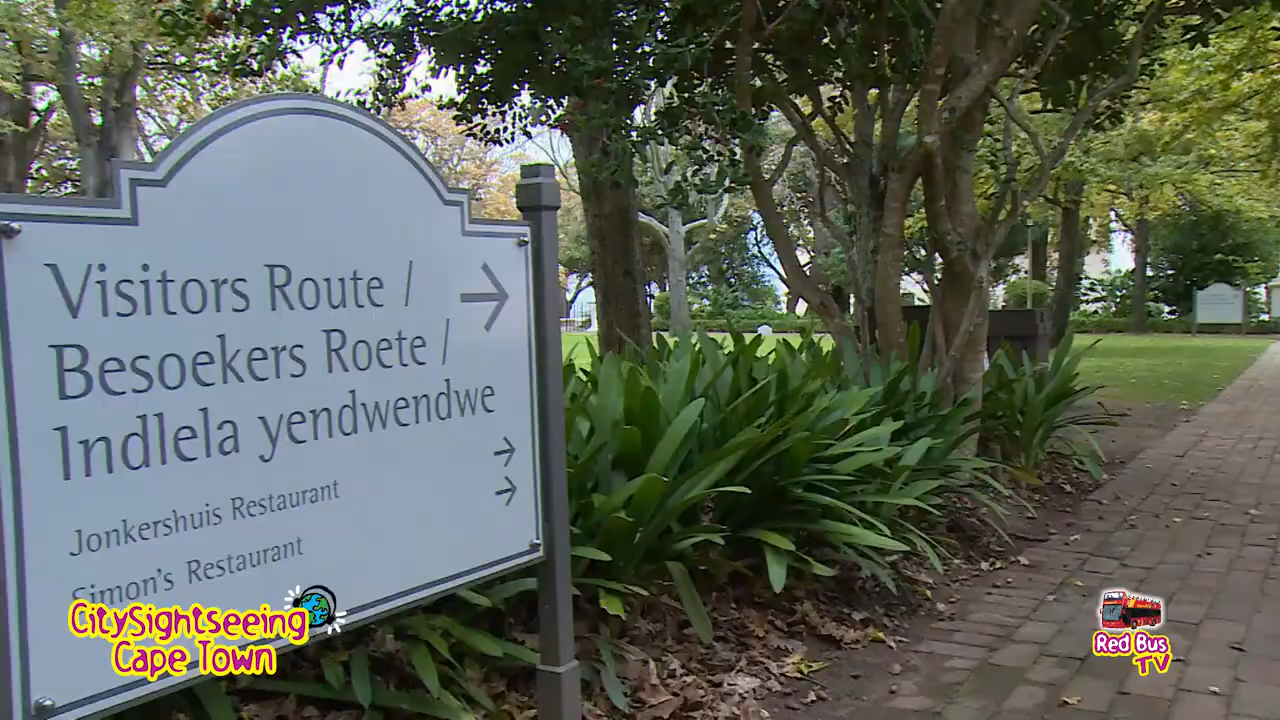 Visitors Route /
Besoekers Roete /
Indlela yendwendwe
Jonkershuis Restaurant
Simon's Restaurant
CitySightseeing
Cape Town
Red Bus
TV